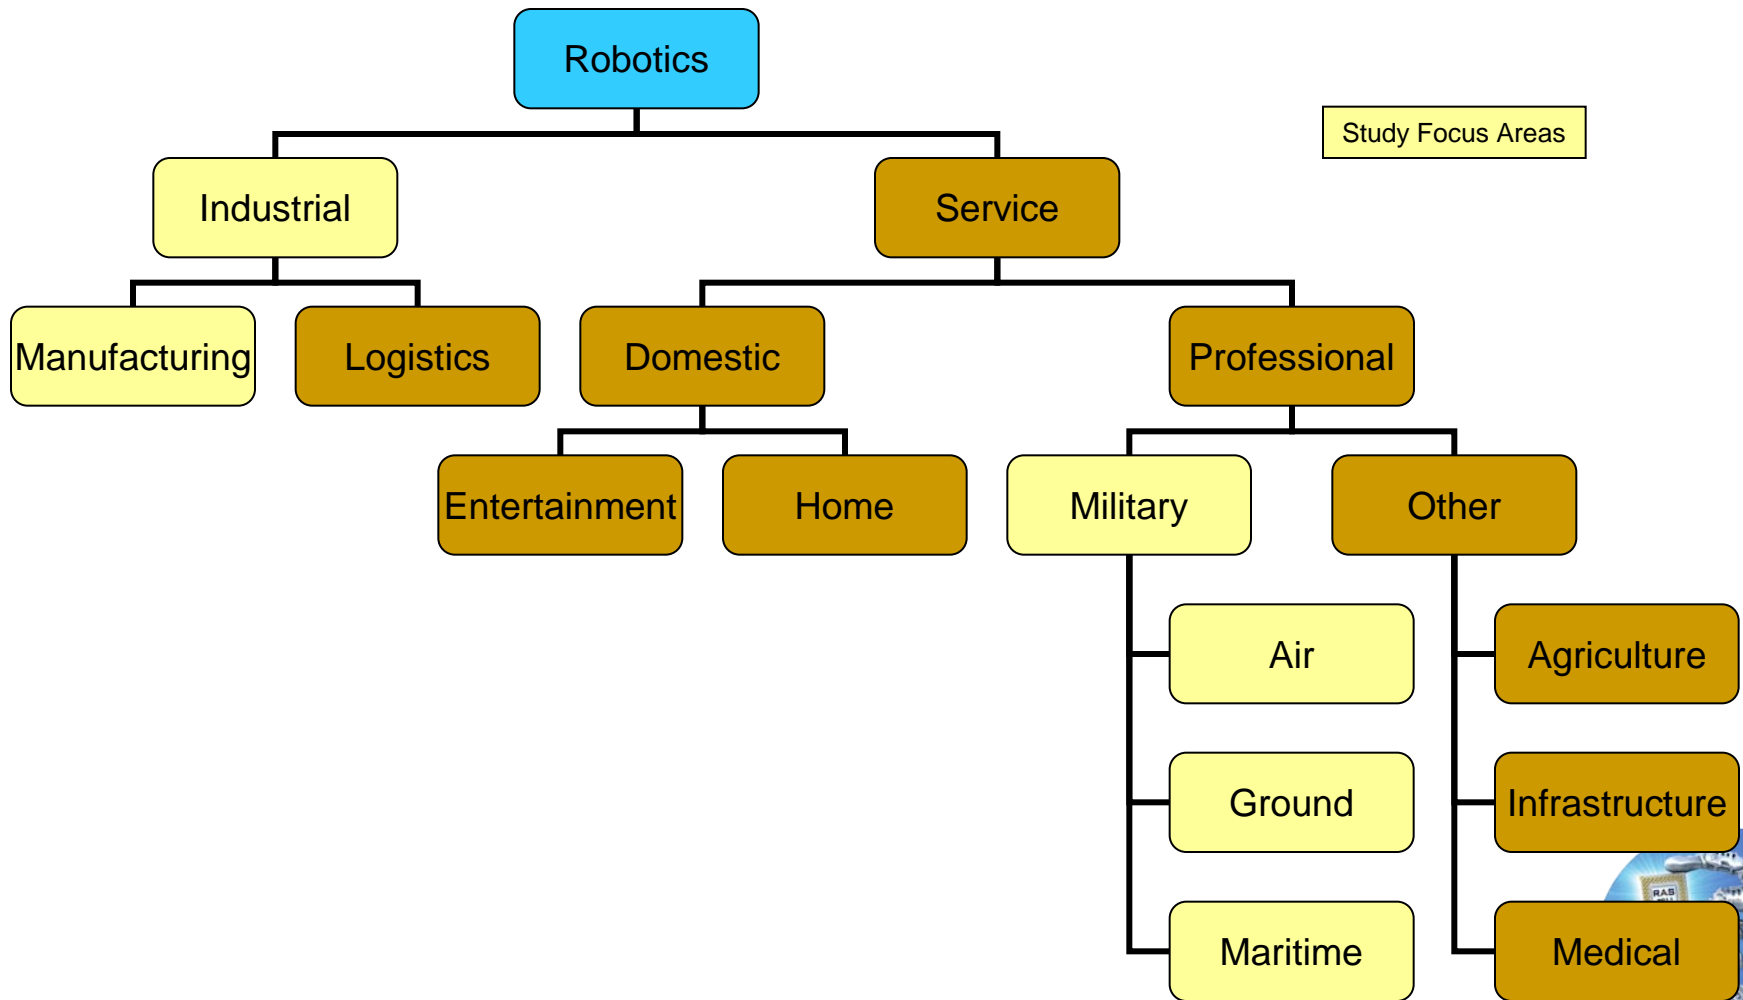 Robotics
Study Focus Areas
Industrial
Service
Manufacturing
Logistics
Domestic
Professional
Entertainment
Home
Military
Other
Air
Agriculture
Ground
Infrastructure
RAS
Maritime
Medical